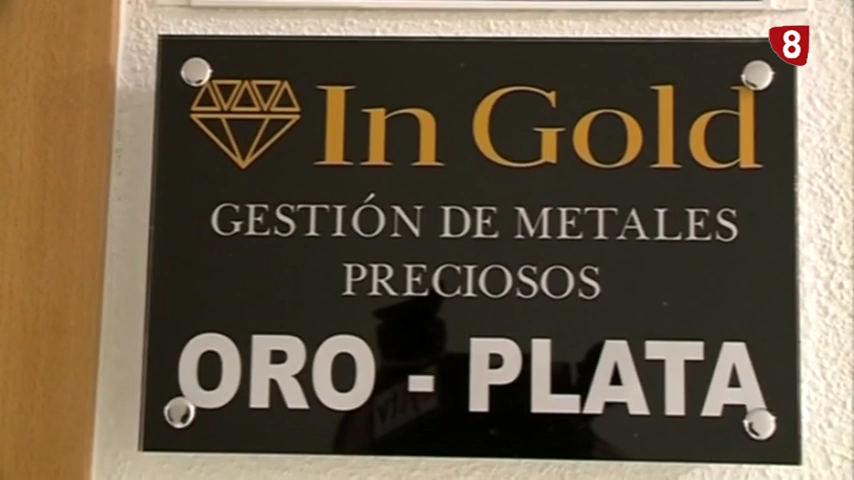 8
In Gold
GESTIÓN DE METALES
PRECIOSOS
ORO - PLATA